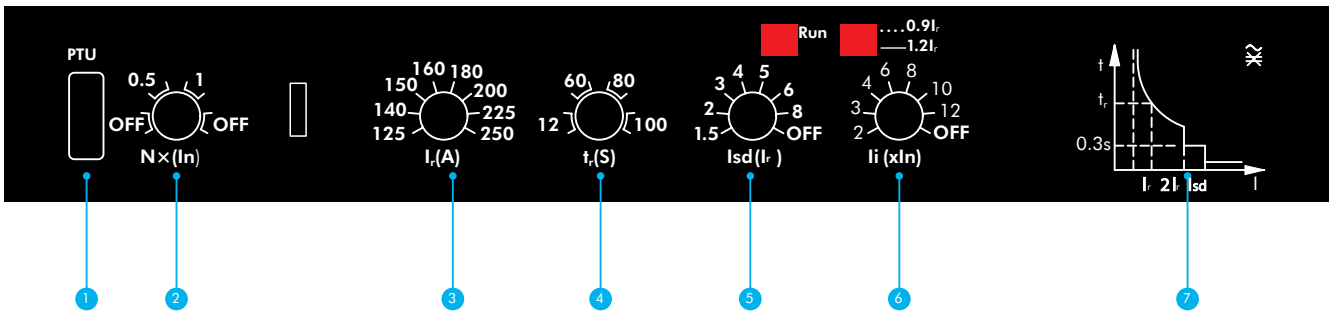 PTU
0.5 1
OFF OFF
N×(In)
160 180
150 200
140 225
125 250
Ir(A)
60 80
12 100
tr(S)
Run
4 5
3 6
2 8
1.5 OFF
Isd(Ir )
....0.9Ir
—1.2Ir
6 8
4 10
3 12
2 OFF
Ii (xIn)
t
tr
0.3s
Ir 2Ir Isd I
1 2 3 4 5 6 7